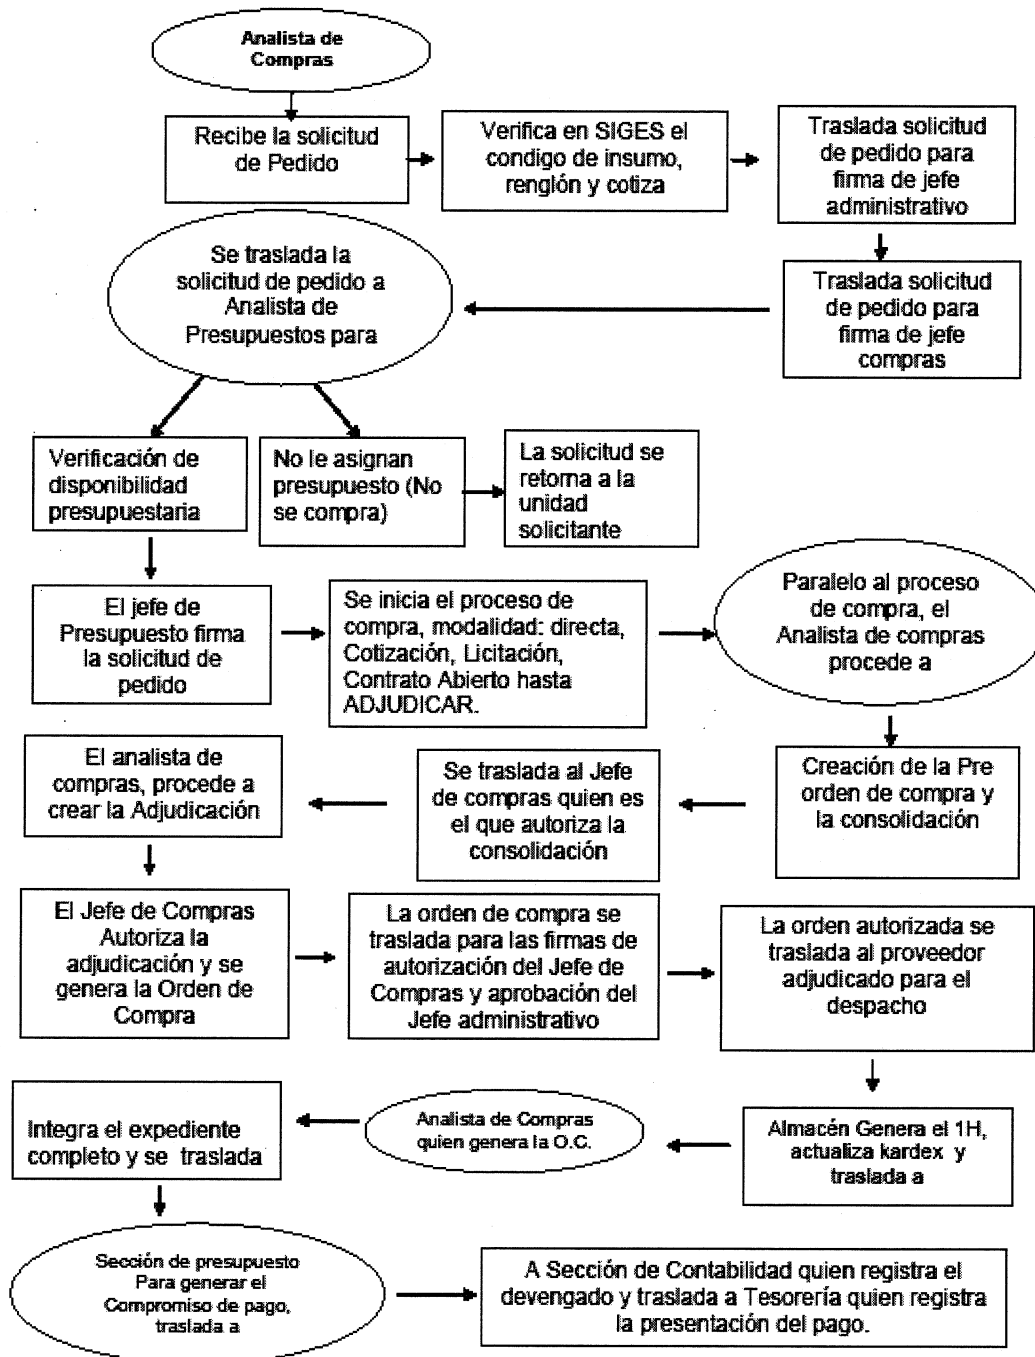 Analista de
Compras
Recibe la solicitud
de Pedido
Verifica en SIGES el
condigo de insumo,
renglón y cotiza
Traslada solicitud
de pedido para
firma de jefe
administrativo
Traslada solicitud
de pedido para
firma de jefe
compras
Se traslada la
solicitud de pedido a
Analista de
Presupuestos para
Verificación de
disponibilidad
presupuestaria
No le asignan
presupuesto (No
se compra)
La solicitud se
retorna a la
unidad
solicitante
El jefe de
Presupuesto firma
la solicitud de
pedido
Se inicia el proceso de
compra, modalidad: directa,
Cotización, Licitación,
Contrato Abierto hasta
ADJUDICAR.
Paralelo al proceso
de compra, el
Analista de compras
procede a
Creación de la Pre
orden de compra y
la consolidación
Se traslada al Jefe
de compras quien es
el que autoriza la
consolidación
El analista de
compras, procede a
crear la Adjudicación
El Jefe de Compras
Autoriza la
adjudicación y se
genera la Orden de
Compra
La orden de compra se
traslada para las firmas de
autorización del Jefe de
Compras y aprobación del
Jefe administrativo
La orden autorizada se
traslada al proveedor
adjudicado para el
despacho
Almacén Genera el 1H,
actualiza kardex y
traslada a
Analista de Compras
quien genera la O.C.
Integra el expediente
completo y se traslada
Sección de presupuesto
Para generar el
Compromiso de pago,
traslada a
A Sección de Contabilidad quien registra el
devengado y traslada a Tesorería quien registra
la presentación del pago.